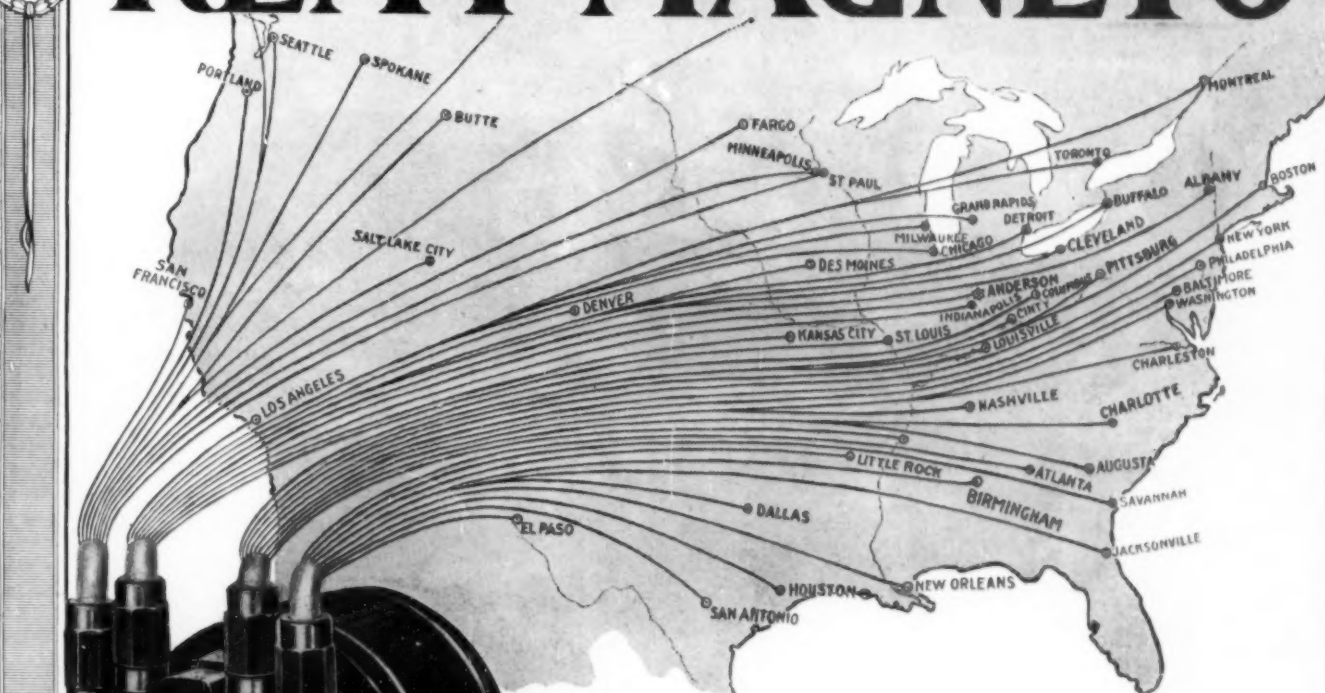 REMY MAGNETO
SEATTLE
SPOKANE
PORTLAND
BUTTE
FARGO
MINNEAPOLIS
ST PAUL
MONTREAL
TORONTO
ALBANY
BOSTON
BUFFALO
GRAND RAPIDS
DETROIT
MILWAUKEE
CHICAGO
CLEVELAND
NEW YORK
PITTSBURG
PHILADELPHIA
SALT LAKE CITY
DES MOINES
SAN
FRANCISCO
ANDERSON
COLUMBUS
BALTIMORE
INDIANAPOLIS
WASHINGTON
DENVER
CINTY
KANSAS CITY
ST. LOUIS
LOUISVILLE
CHARLESTON
LOS ANGELES
NASHVILLE
CHARLOTTE
LITTLE ROCK
ATLANTA
AUGUSTA
BIRMINGHAM
SAVANNAH
DALLAS
EL PASO
JACKSONVILLE
HOUSTON
NEW ORLEANS
SAN ANTONIO